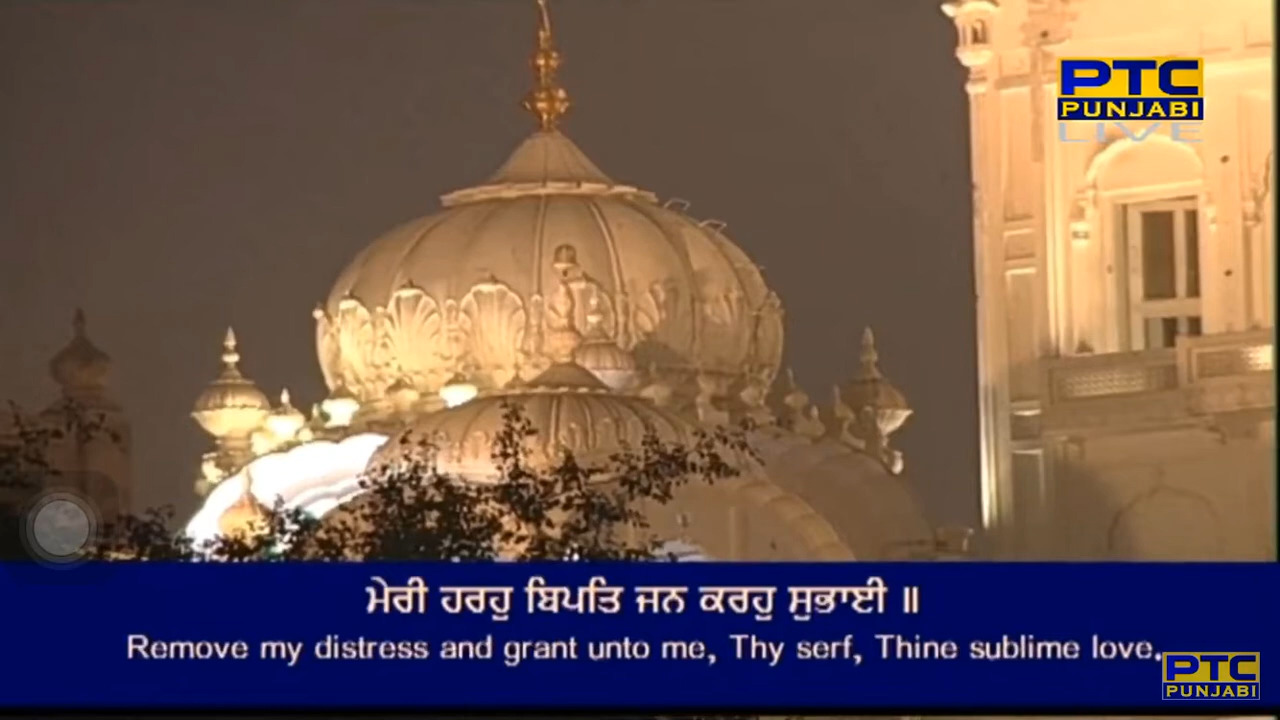 PTC
PUNJABI
LIVE
ਮੇਰੀ ਹਰਹੁ ਬਿਪਤਿ ਜਨ ਕਰਹੁ ਸੁਭਾਈ ॥
Remove my distress and grant unto me, Thy serf, Thine sublime love.
PTC
PUNJABI